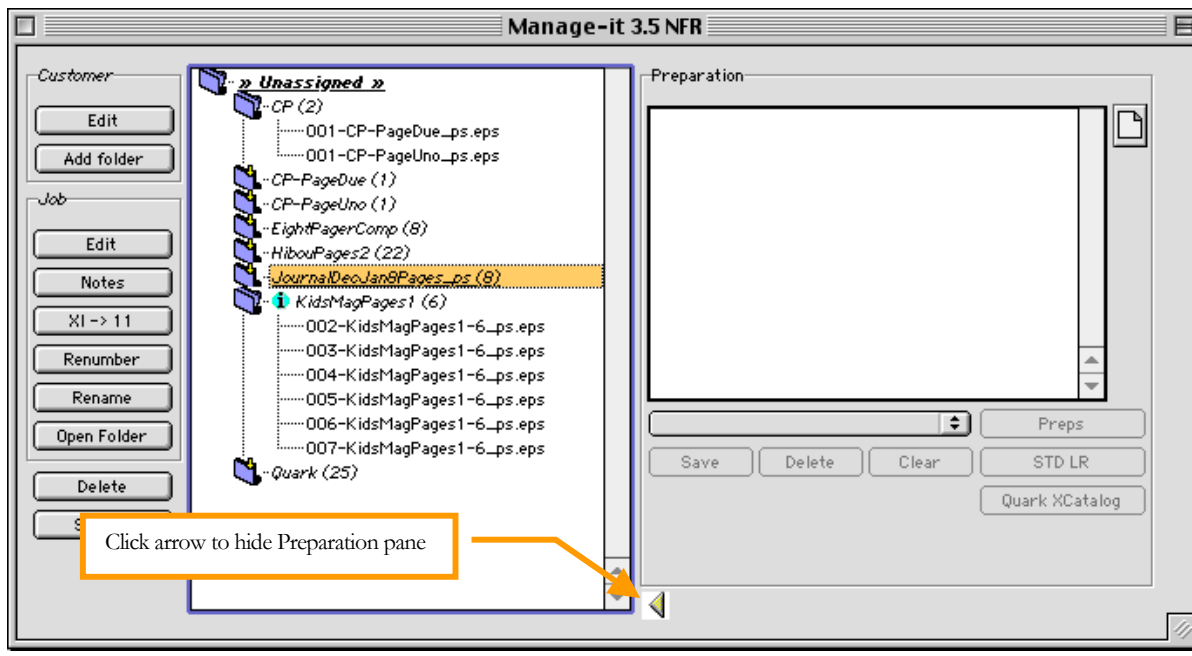 Manage-it 3.5 NFR
Customer
Edit
Add folder
Job
Edit
Notes
XI -> 11
Renumber
Rename
Open Folder
Delete
S
» Unassigned »
CP (2)
001-CP-PageDue_ps.eps
001-CP-PageUno_ps.eps
CP-PageDue (1)
CP-PageUno (1)
EightPagerComp (8)
HibouPages2 (22)
JournalDecJan8Pages_ps (8)
i KidsMagPages1 (6)
002-KidsMagPages1-6_ps.eps
003-KidsMagPages1-6_ps.eps
004-KidsMagPages1-6_ps.eps
005-KidsMagPages1-6_ps.eps
006-KidsMagPages1-6_ps.eps
007-KidsMagPages1-6_ps.eps
Quark (25)
Preparation
Preps
Save Delete Clear STD LR
Quark XCatalog
Click arrow to hide Preparation pane